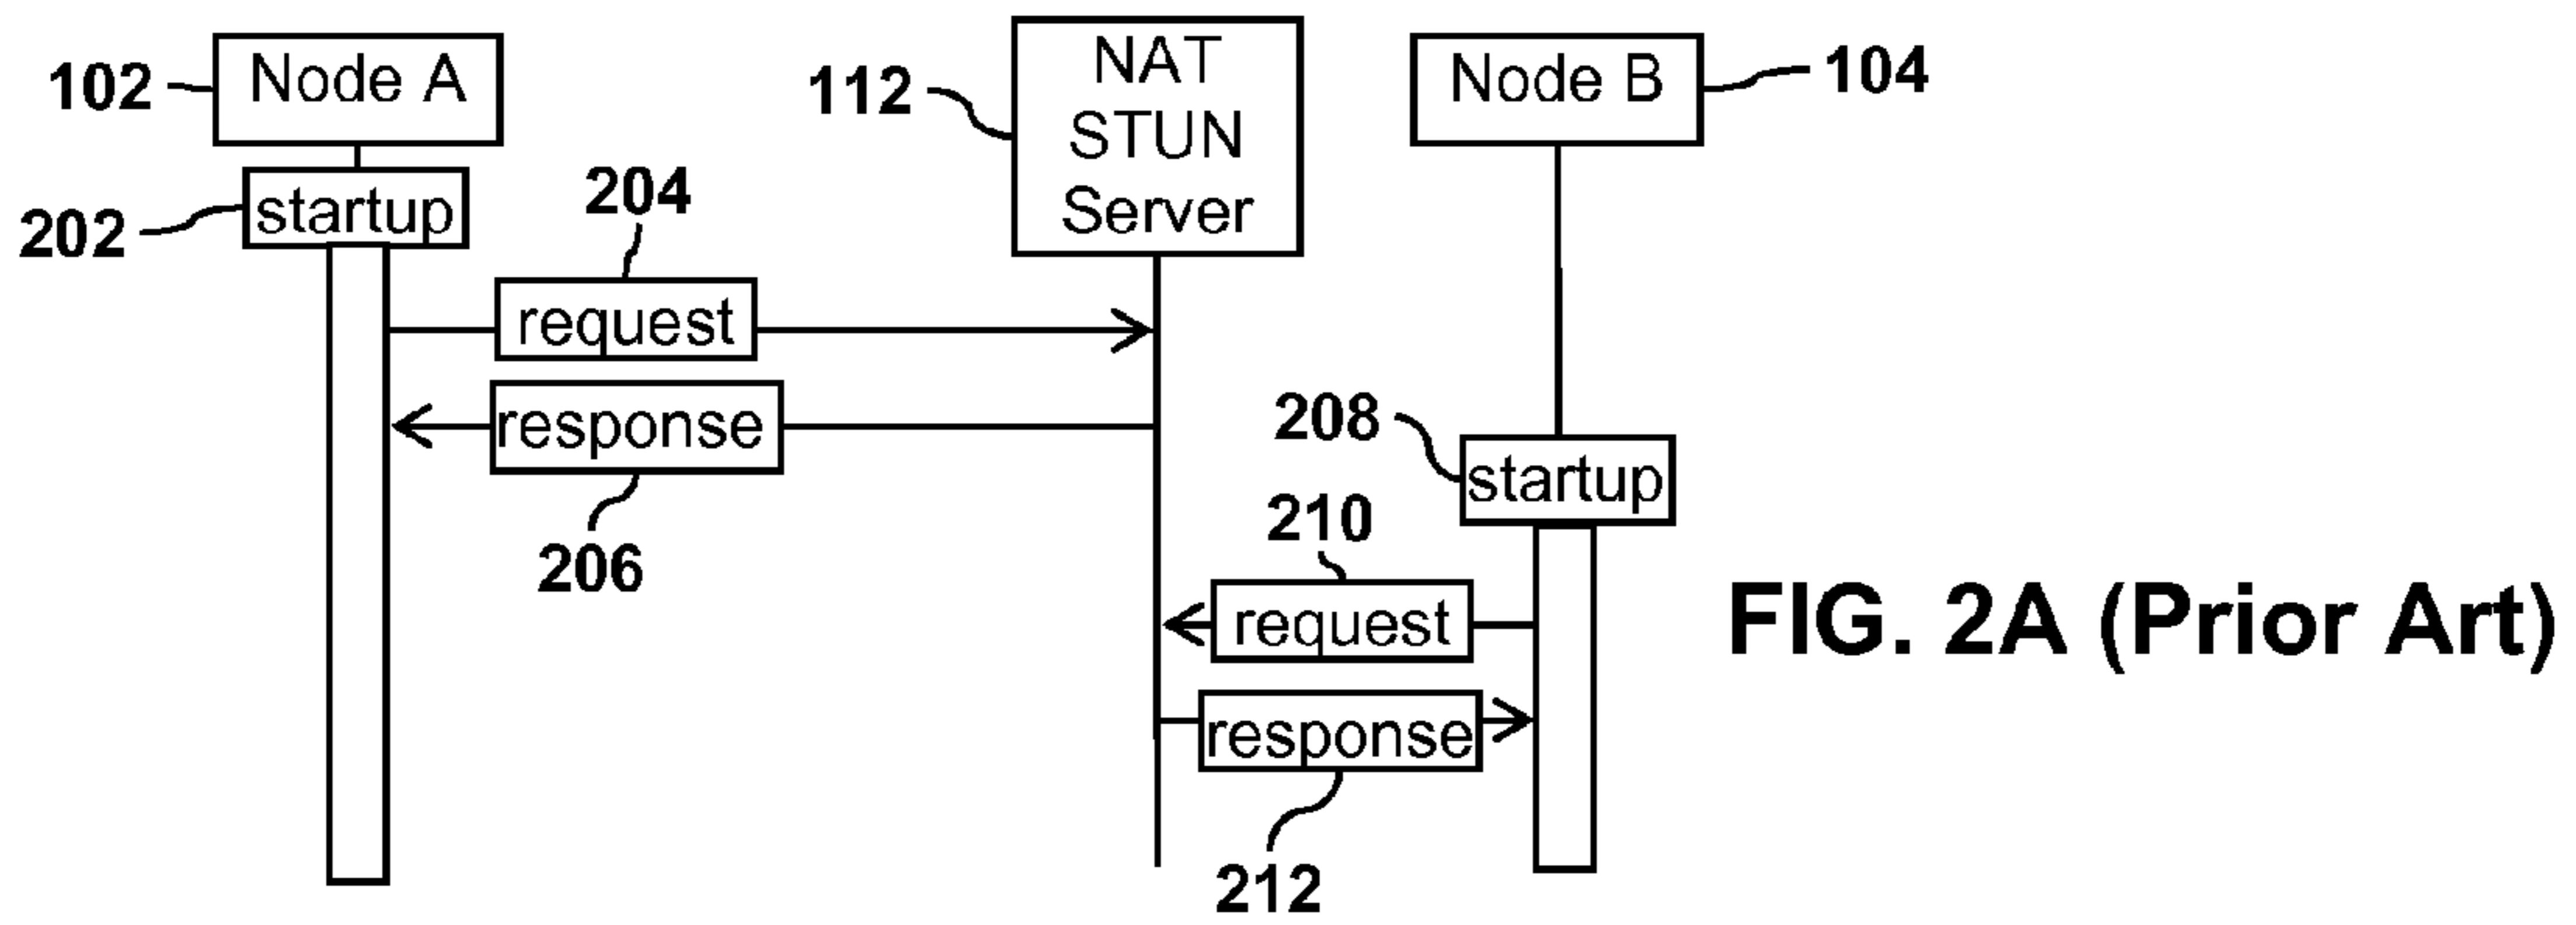 102
Node A
112
NAT
STUN
Server
Node B
104
202
startup
204
request
response
206
208
startup
210
request
response
212
FIG. 2A (Prior Art)